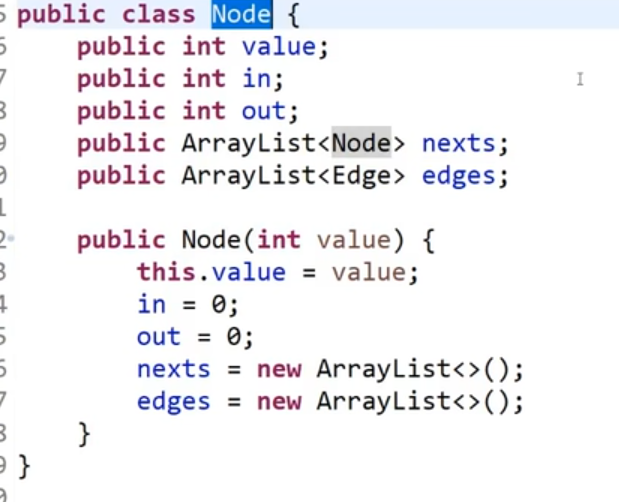 5 public class Node {
6 public int value;
7 public int in;
8 public int out;
9 public ArrayList<Node> nexts;
0 public ArrayList<Edge> edges;
1
2 public Node(int value) {
3 this.value = value;
4 in = 0;
5 out = 0;
6 nexts = new ArrayList<>();
7 edges = new ArrayList<>();
8 }
9 }
0